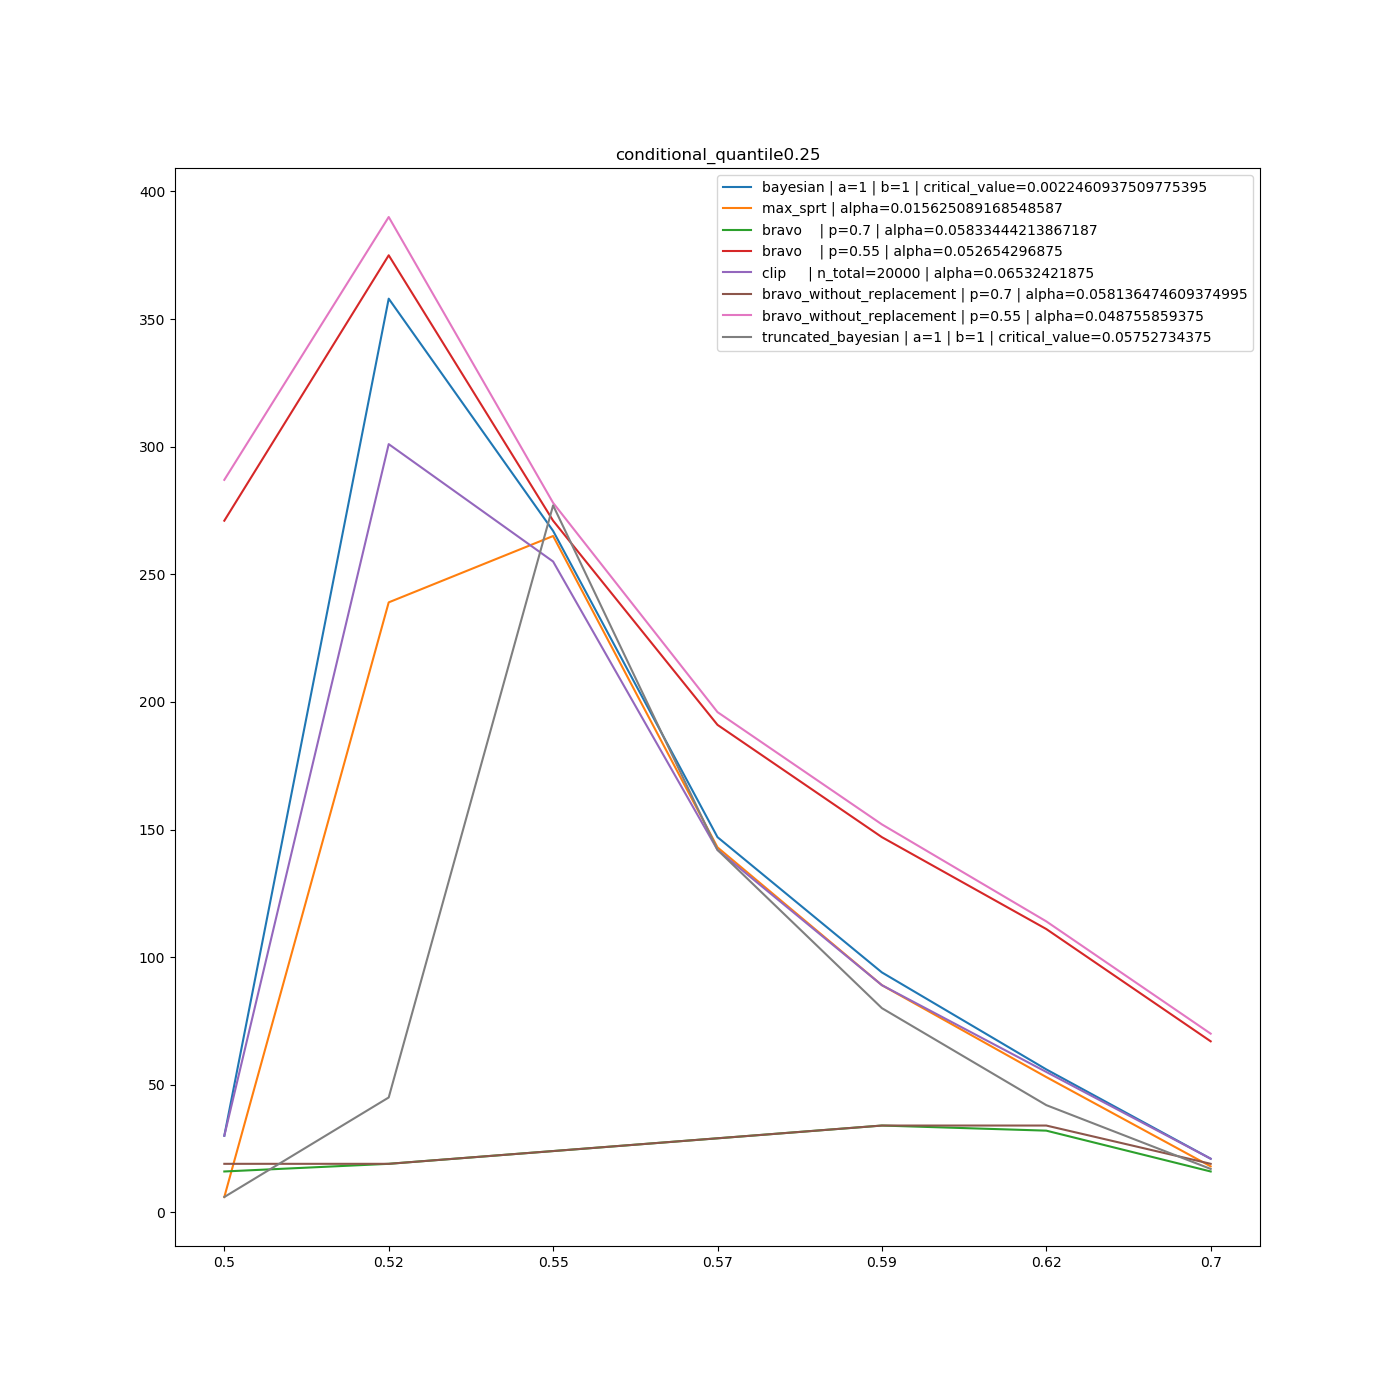 conditional_quantile0.25
400
350
300
250
200
150
100
50
0
bayesian | a=1 | b=1 | critical_value=0.0022460937509775395
max_sprt | alpha=0.015625089168548587
bravo    | p=0.7 | alpha=0.05833444213867187
bravo    | p=0.55 | alpha=0.052654296875
clip     | n_total=20000 | alpha=0.06532421875
bravo_without_replacement | p=0.7 | alpha=0.058136474609374995
bravo_without_replacement | p=0.55 | alpha=0.048755859375
truncated_bayesian | a=1 | b=1 | critical_value=0.05752734375
0.5 0.52 0.55 0.57 0.59 0.62 0.7